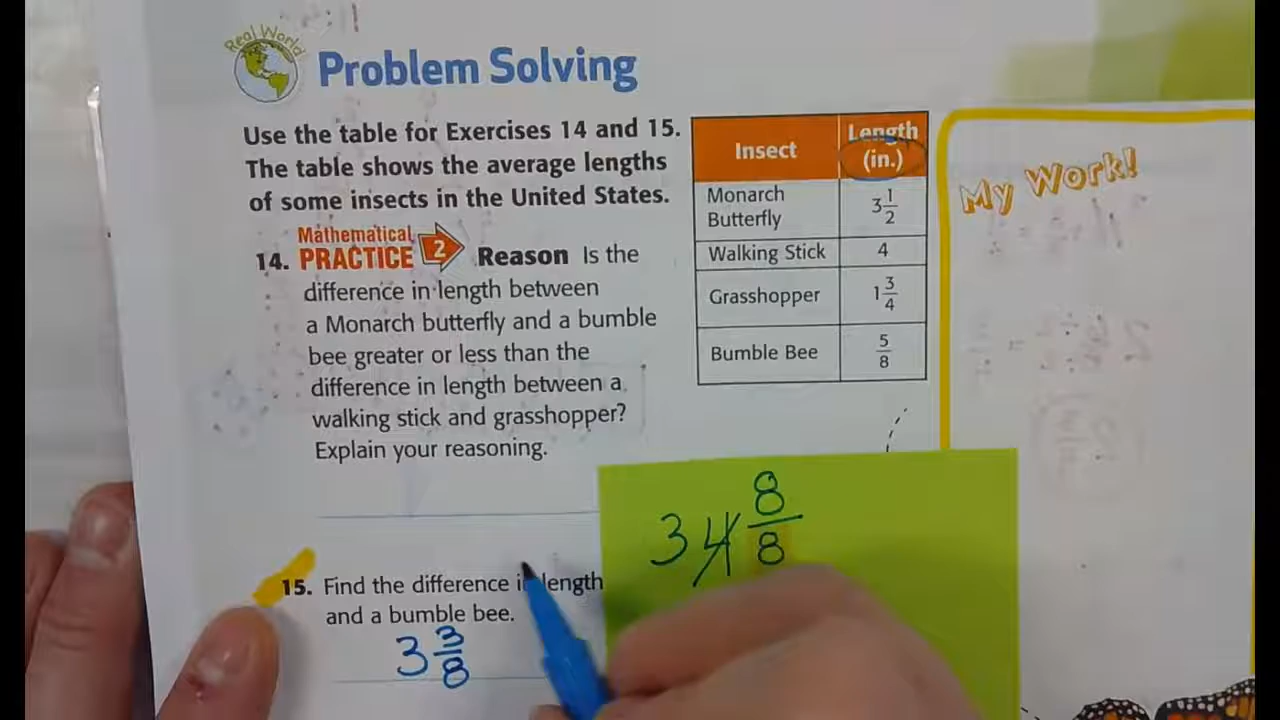 Real World
Problem Solving
Use the table for Exercises 14 and 15.
The table shows the average lengths
of some insects in the United States.
Insect Length (in.)
Monarch Butterfly 3 1/2
Walking Stick 4
Grasshopper 1 3/4
Bumble Bee 5/8
My Work!
14. Mathematical PRACTICE 2 Reason Is the
difference in length between
a Monarch butterfly and a bumble
bee greater or less than the
difference in length between a
walking stick and grasshopper?
Explain your reasoning.
3 4 8/8
15. Find the difference in length
and a bumble bee.
3 3/8